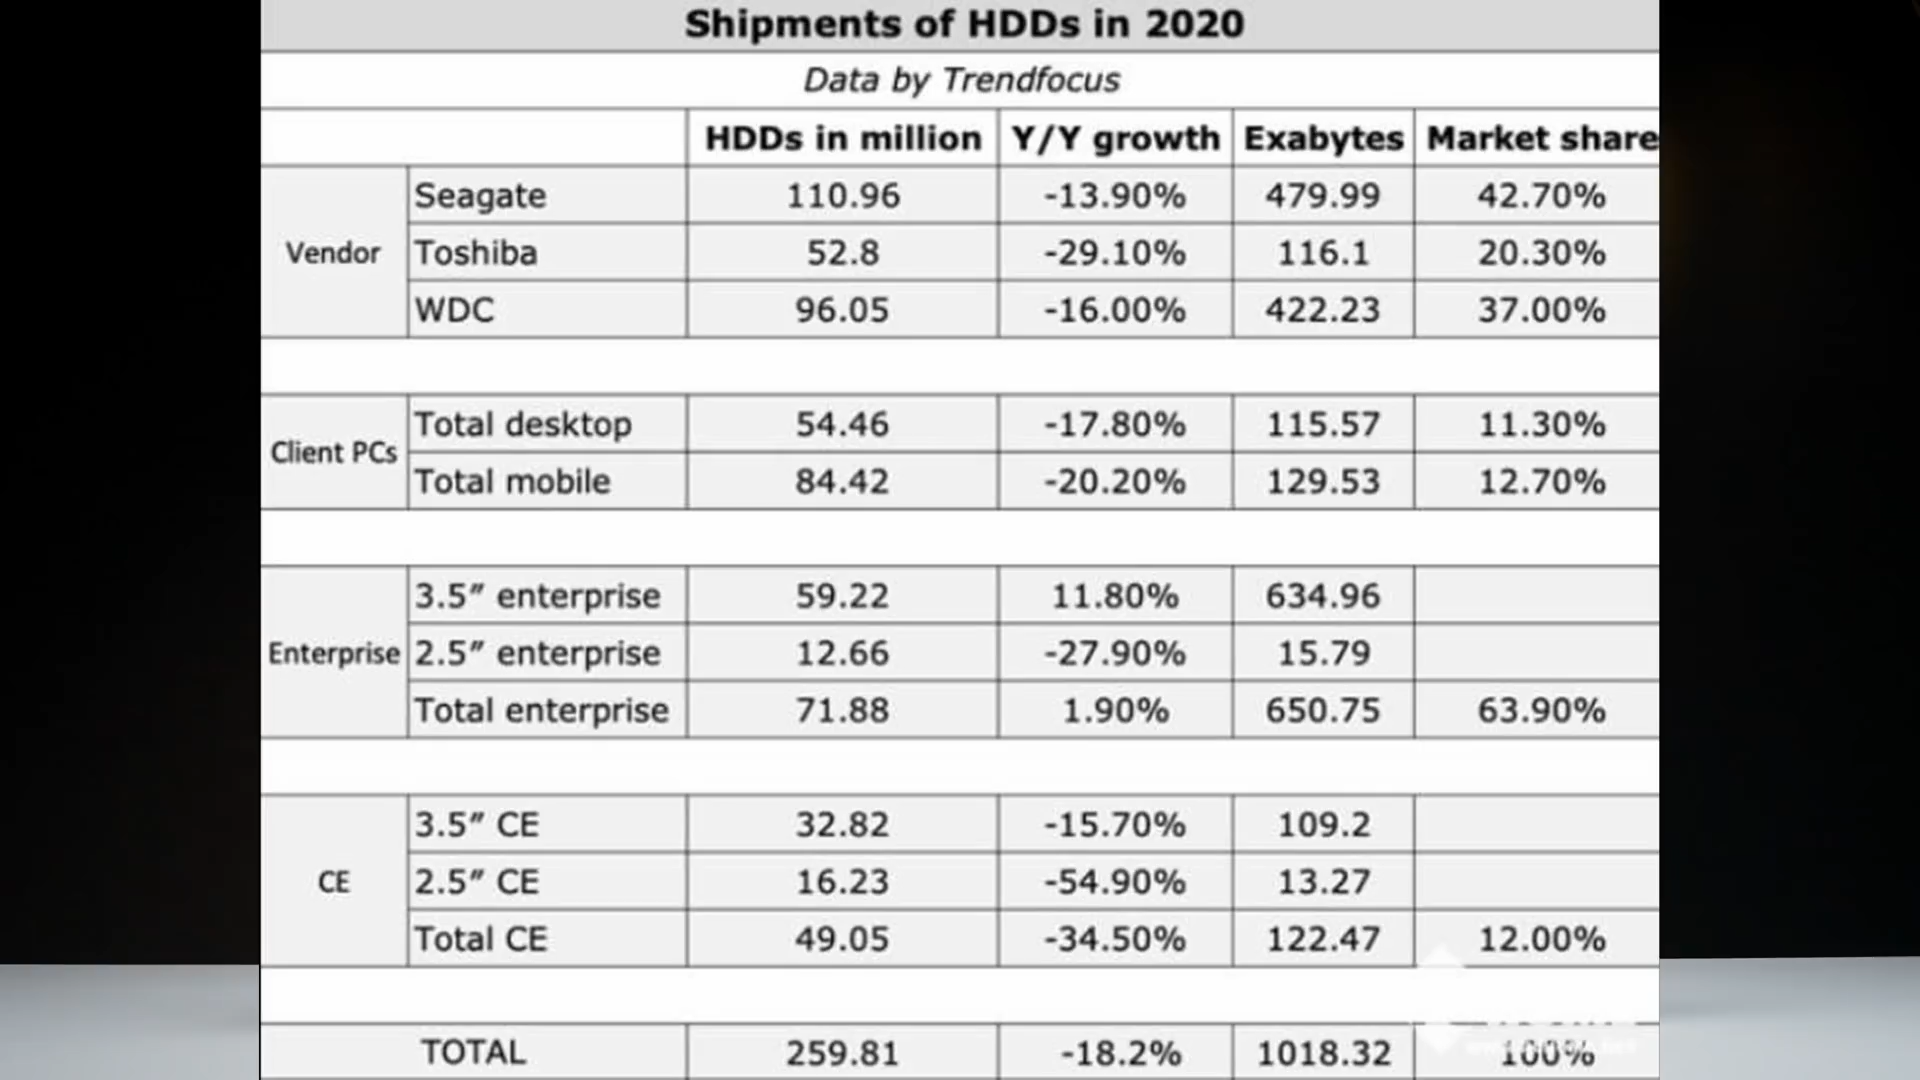 Shipments of HDDs in 2020
Data by Trendfocus
HDDs in million Y/Y growth Exabytes Market share
Vendor
Seagate 110.96 -13.90% 479.99 42.70%
Toshiba 52.8 -29.10% 116.1 20.30%
WDC 96.05 -16.00% 422.23 37.00%
Client PCs
Total desktop 54.46 -17.80% 115.57 11.30%
Total mobile 84.42 -20.20% 129.53 12.70%
Enterprise
3.5″ enterprise 59.22 11.80% 634.96
2.5″ enterprise 12.66 -27.90% 15.79
Total enterprise 71.88 1.90% 650.75 63.90%
CE
3.5″ CE 32.82 -15.70% 109.2
2.5″ CE 16.23 -54.90% 13.27
Total CE 49.05 -34.50% 122.47 12.00%
TOTAL 259.81 -18.2% 1018.32 100%